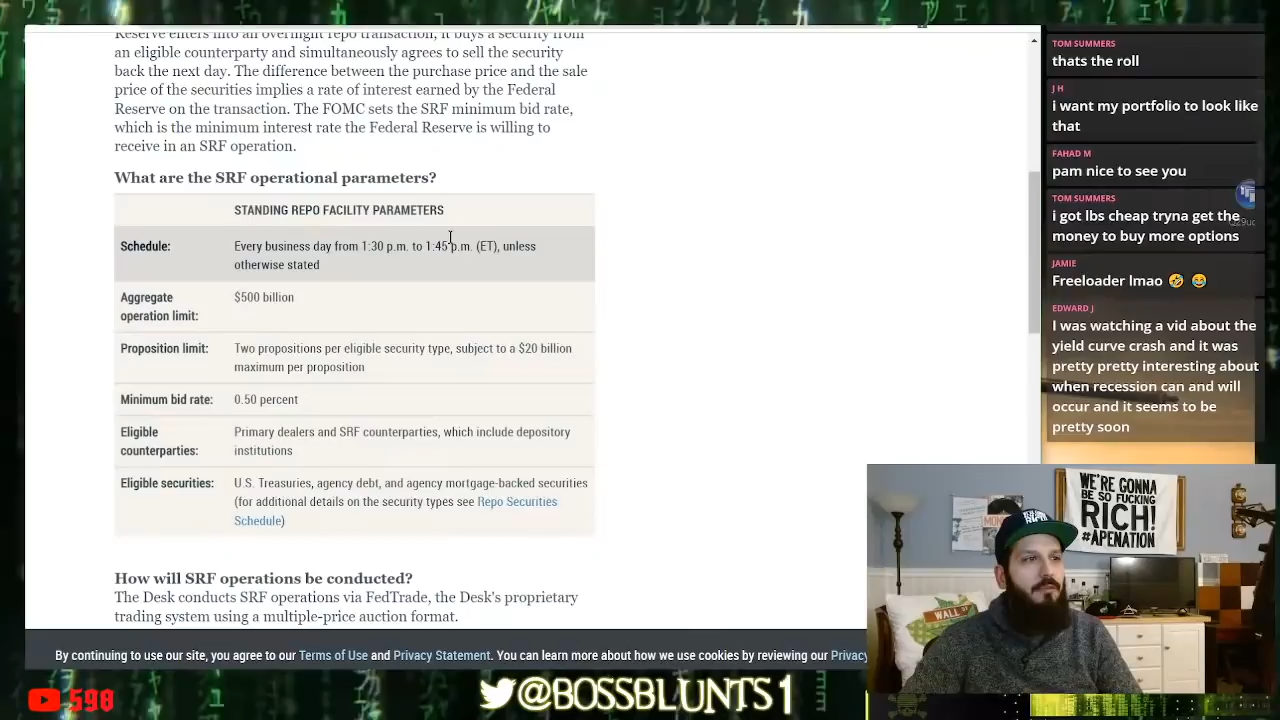 Reserve enters into an overnight repo transaction, it buys a security from
an eligible counterparty and simultaneously agrees to sell the security
back the next day. The difference between the purchase price and the sale
price of the securities implies a rate of interest earned by the Federal
Reserve on the transaction. The FOMC sets the SRF minimum bid rate,
which is the minimum interest rate the Federal Reserve is willing to
receive in an SRF operation.
What are the SRF operational parameters?
STANDING REPO FACILITY PARAMETERS
Schedule: Every business day from 1:30 p.m. to 1:45 p.m. (ET), unless
otherwise stated
Aggregate $500 billion
operation limit:
Proposition limit: Two propositions per eligible security type, subject to a $20 billion
maximum per proposition
Minimum bid rate: 0.50 percent
Eligible Primary dealers and SRF counterparties, which include depository
counterparties: institutions
Eligible securities: U.S. Treasuries, agency debt, and agency mortgage-backed securities
(for additional details on the security types see Repo Securities
Schedule)
How will SRF operations be conducted?
The Desk conducts SRF operations via FedTrade, the Desk's proprietary
trading system using a multiple-price auction format.
By continuing to use our site, you agree to our Terms of Use and Privacy Statement. You can learn more about how we use cookies by reviewing our Privacy
TOM SUMMERS
thats the roll
J H
i want my portfolio to look like
that
FAHAD M
pam nice to see you
TOM SUMMERS
i got lbs cheap tryna get the
money to buy more options
JAMIE
Freeloader lmao 🤣 😂
EDWARD J
I was watching a vid about the
yield curve crash and it was
pretty pretty interesting about
when recession can and will
occur and it seems to be
pretty soon
WE'RE GONNA
BE SO FUCKING
RICH!
#APENATION
WALL
598
@BOSSBLUNTS1